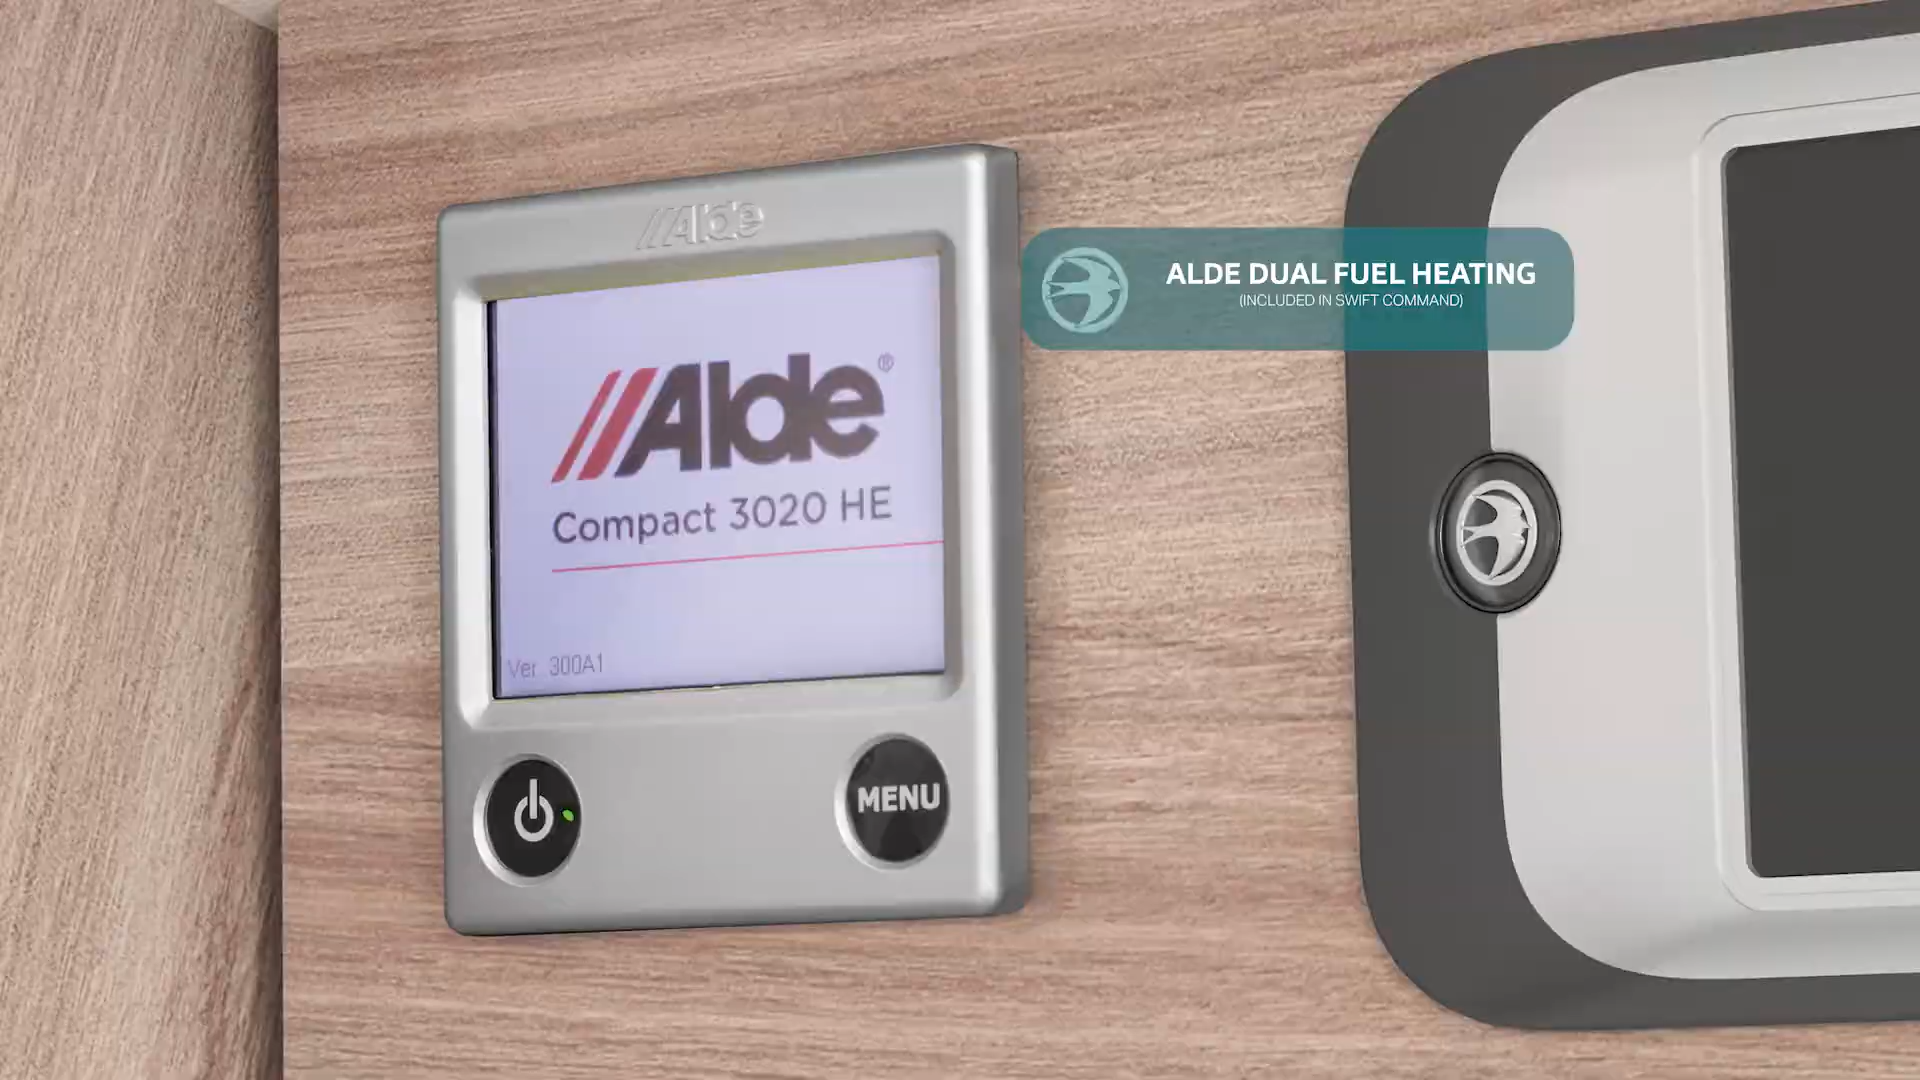 //Alde
//Alde®
Compact 3020 HE
Ver. 300A1
MENU
ALDE DUAL FUEL HEATING
(INCLUDED IN SWIFT COMMAND)